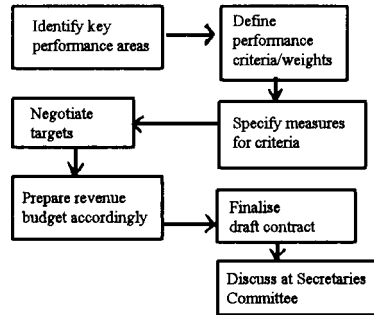 Identify key
performance areas
Define
performance
criteria/weights
Specify measures
for criteria
Negotiate
targets
Prepare revenue
budget accordingly
Finalise
draft contract
Discuss at Secretaries
Committee